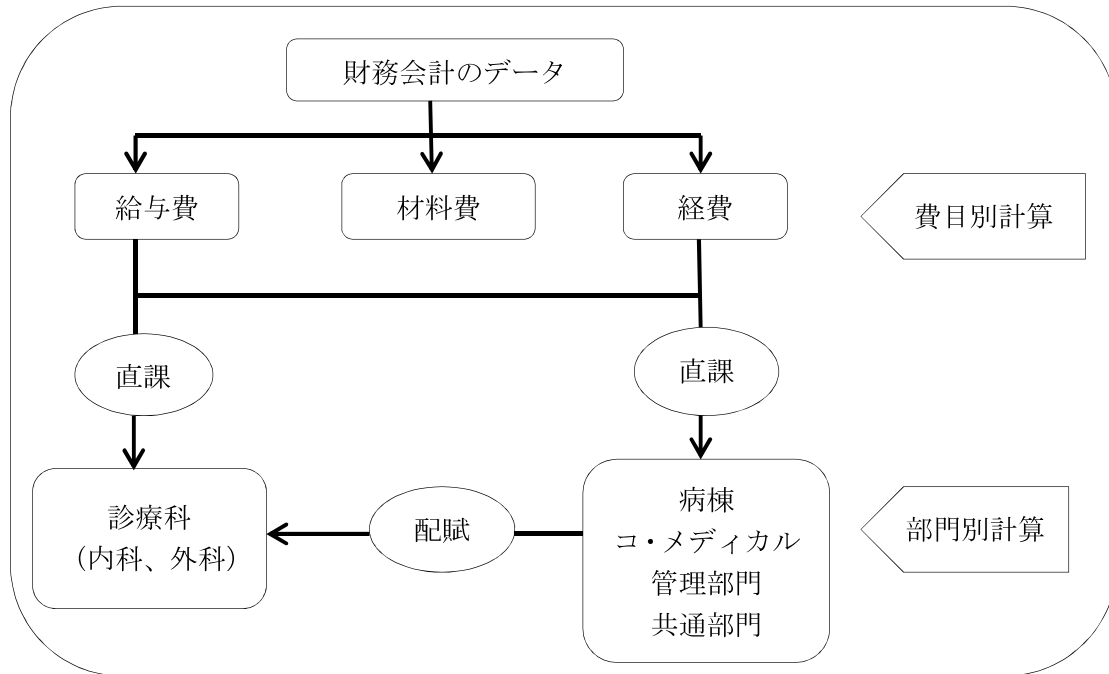 財務会計のデータ
給与費
材料費
経費
費目別計算
直課
直課
診療科
（内科、外科）
配賦
病棟
コ・メディカル
管理部門
共通部門
部門別計算